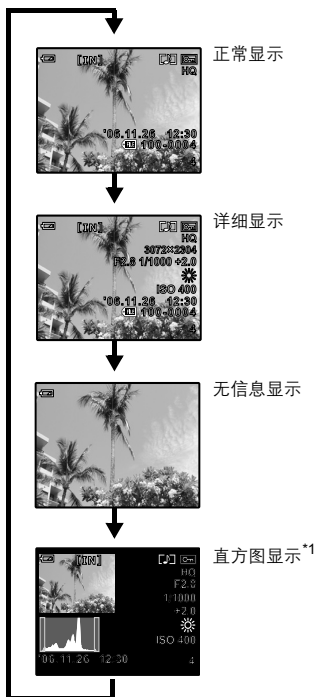 [IN]
HQ
'06.11.26 12:30
100-0004
4
正常显示
[IN]
HQ
3072×2304
F2.8 1/1000 +2.0
ISO 400
'06.11.26 12:30
100-0004
4
详细显示
无信息显示
[IN]
HQ
F2.8
1/1000
+2.0
ISO 400
'06.11.26 12:30
4
直方图显示*1